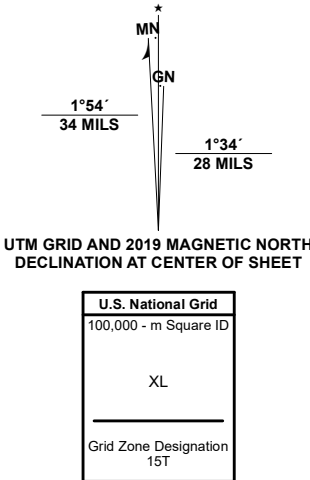 ★
MN
GN
1°54´
34 MILS
1°34´
28 MILS
UTM GRID AND 2019 MAGNETIC NORTH
DECLINATION AT CENTER OF SHEET
U.S. National Grid
100,000 - m Square ID
XL
Grid Zone Designation
15T